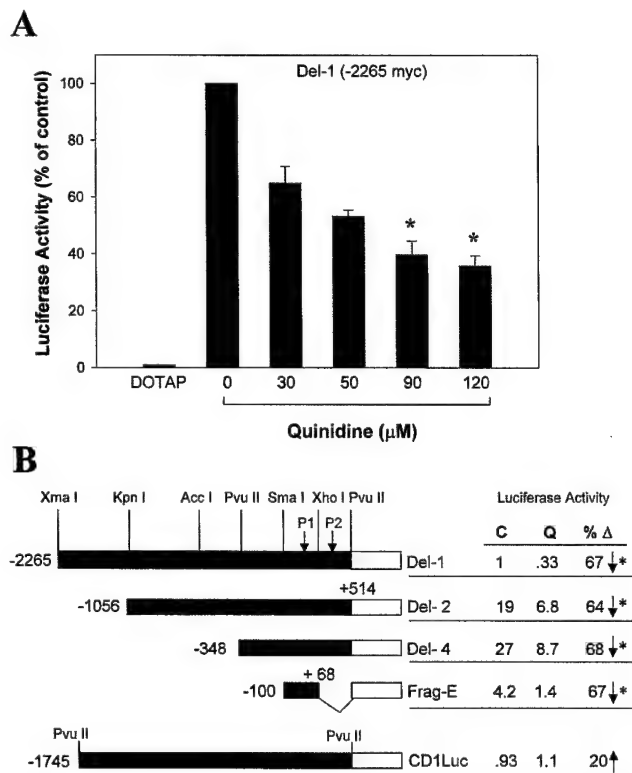 A
Del-1 (-2265 myc)
Luciferase Activity (% of control)
100
80
60
40
20
0
*
*
DOTAP
0
30
50
90
120
Quinidine (μM)
B
Xma I
Kpn I
Acc I
Pvu II
Sma I
Xho I
Pvu II
Luciferase Activity
P1
P2
C
Q
% Δ
-2265
Del-1
1
.33
67↓*
+514
-1056
Del- 2
19
6.8
64↓*
-348
Del- 4
27
8.7
68↓*
+ 68
-100
Frag-E
4.2
1.4
67↓*
Pvu II
Pvu II
-1745
CD1Luc
.93
1.1
20↑